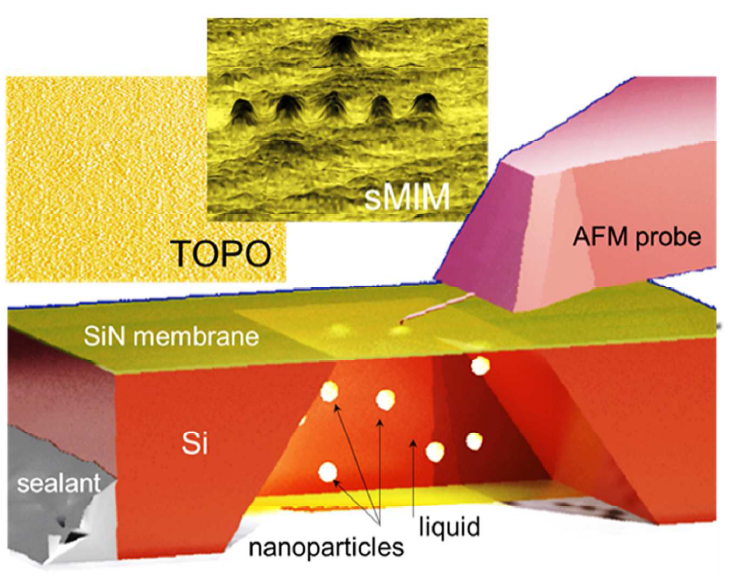 sMIM
TOPO
AFM probe
SiN membrane
Si
sealant
liquid
nanoparticles